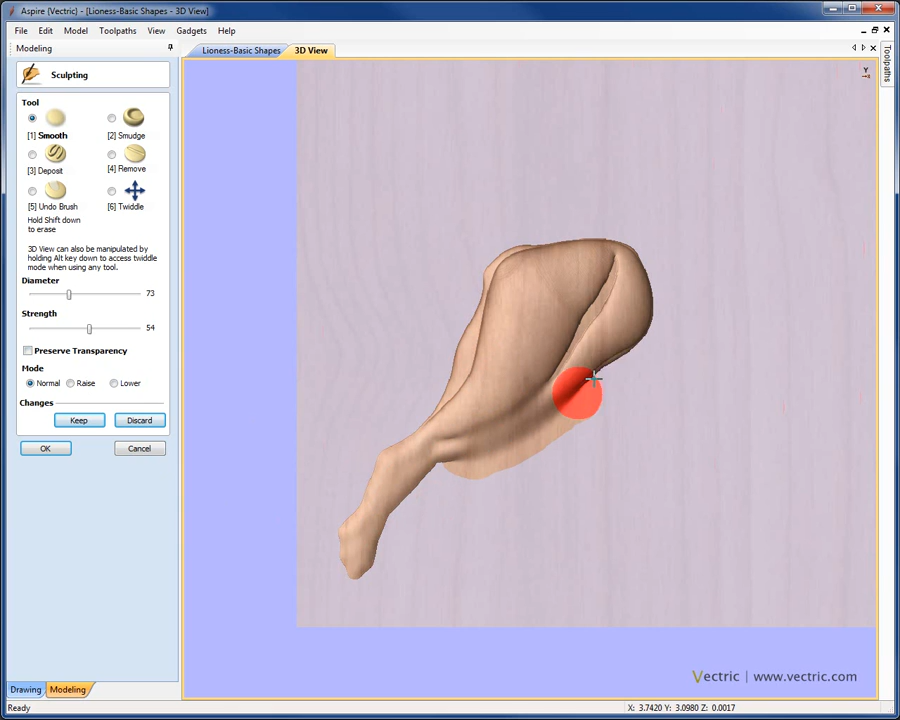 Aspire {Vectric} - [Lioness-Basic Shapes - 3D View]
File Edit Model Toolpaths View Gadgets Help
Modeling
Lioness-Basic Shapes 3D View
Toolpaths
Sculpting
Y
Tool
[1] Smooth [2] Smudge
[3] Deposit [4] Remove
[5] Undo Brush [6] Twiddle
Hold Shift down
to erase
3D View can also be manipulated by
holding Alt key down to access twiddle
mode when using any tool.
Diameter
73
Strength
54
Preserve Transparency
Mode
Normal Raise Lower
Changes
Keep Discard
OK Cancel
Vectric | www.vectric.com
Drawing Modeling
Ready X: 3.7420 Y: 3.0980 Z: 0.0017